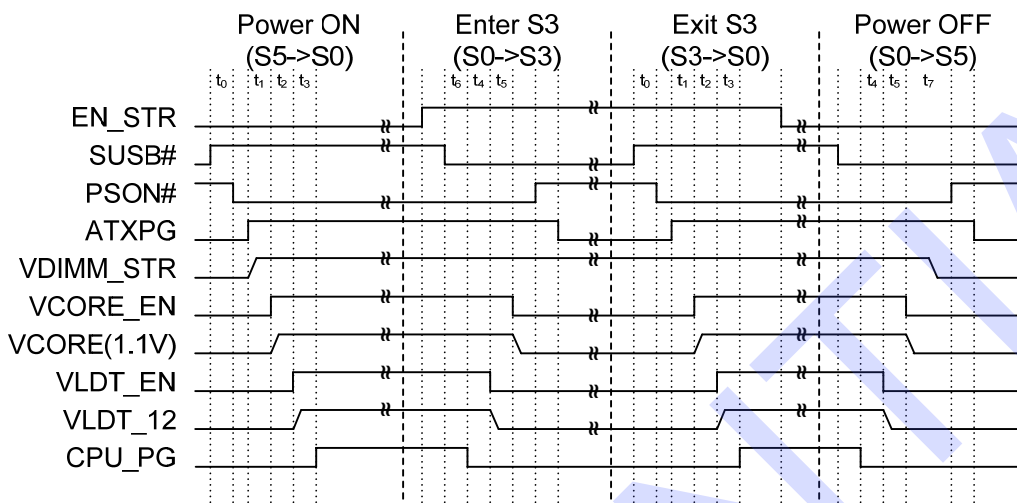 Power ON
(S5->S0)
Enter S3
(S0->S3)
Exit S3
(S3->S0)
Power OFF
(S0->S5)
t0 t1 t2 t3 t6 t4 t5 t0 t1 t2 t3 t4 t5 t7
EN_STR
SUSB#
PSON#
ATXPG
VDIMM_STR
VCORE_EN
VCORE(1.1V)
VLDT_EN
VLDT_12
CPU_PG